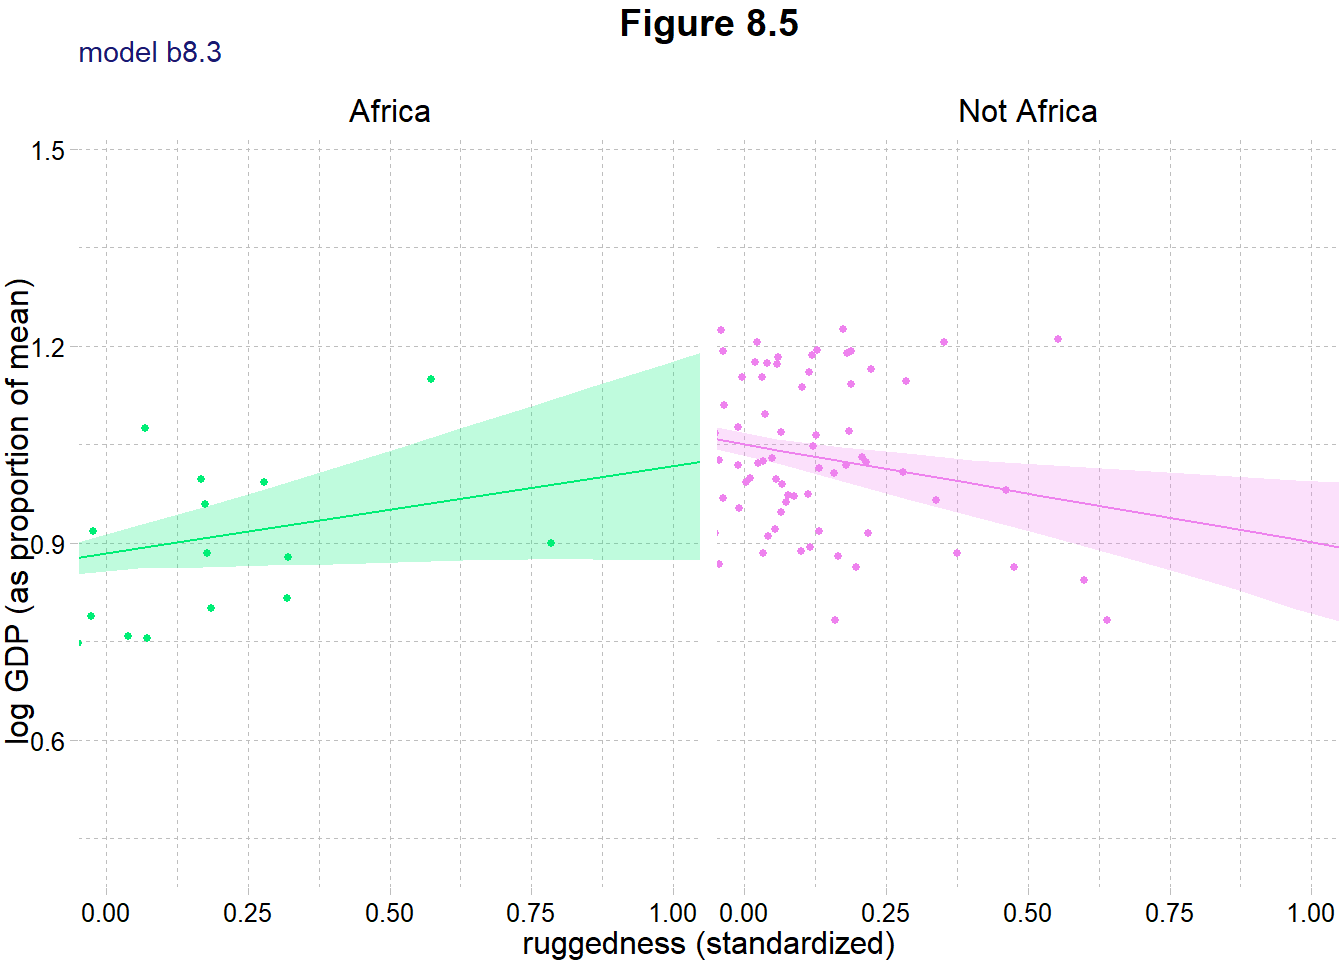 Figure 8.5
model b8.3
Africa
Not Africa
log GDP (as proportion of mean)
1.5
1.2
0.9
0.6
0.00 0.25 0.50 0.75 1.00 0.00 0.25 0.50 0.75 1.00
ruggedness (standardized)